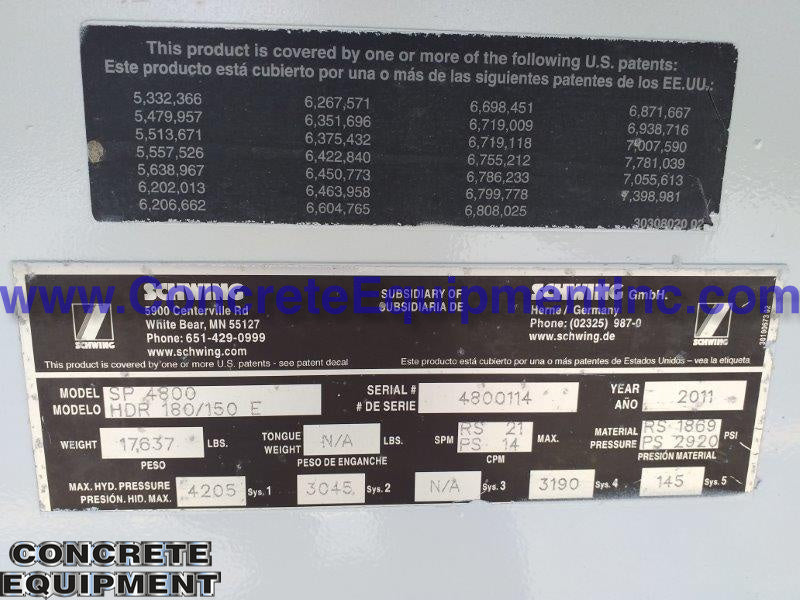 This product is covered by one or more of the following U.S. patents:
Este producto está cubierto por una o más de las siguientes patentes de los EE.UU.:
5,332,366 6,267,571 6,698,451 6,871,667
5,479,957 6,351,696 6,719,009 6,938,716
5,513,671 6,375,432 6,719,118 7,007,590
5,557,526 6,422,840 6,755,212 7,781,039
5,638,967 6,450,773 6,786,233 7,055,613
6,202,013 6,463,958 6,799,778 7,398,981
6,206,662 6,604,765 6,808,025
30308020 02
www.ConcreteEquipmentInc.com
SCHWING SUBSIDIARY OF SCHWING GmbH.
5900 Centerville Rd SUBSIDIARIA DE Herne / Germany
White Bear, MN 55127 Phone: (02325) 987-0
Phone: 651-429-0999 www.schwing.de
www.schwing.com
SCHWING SCHWING
This product is covered by one or more U.S. patents - see patent decal Este producto está cubierto por una o más patentes de Estados Unidos – vea la etiqueta
MODEL SP 4800 SERIAL # 4800114 YEAR 2011
MODELO HDR 180/150 E # DE SERIE AÑO
WEIGHT 17637 LBS. TONGUE WEIGHT N/A LBS. SPM RS 21 PS 14 MAX. MATERIAL PRESSURE RS 1869 PS 2920 PSI
PESO PESO DE ENGANCHE CPM PRESIÓN MATERIAL
MAX. HYD. PRESSURE 4205 Sys. 1 3045 Sys. 2 N/A Sys. 3 3190 Sys. 4 145 Sys. 5
PRESIÓN. HID. MAX.
CONCRETE
EQUIPMENT